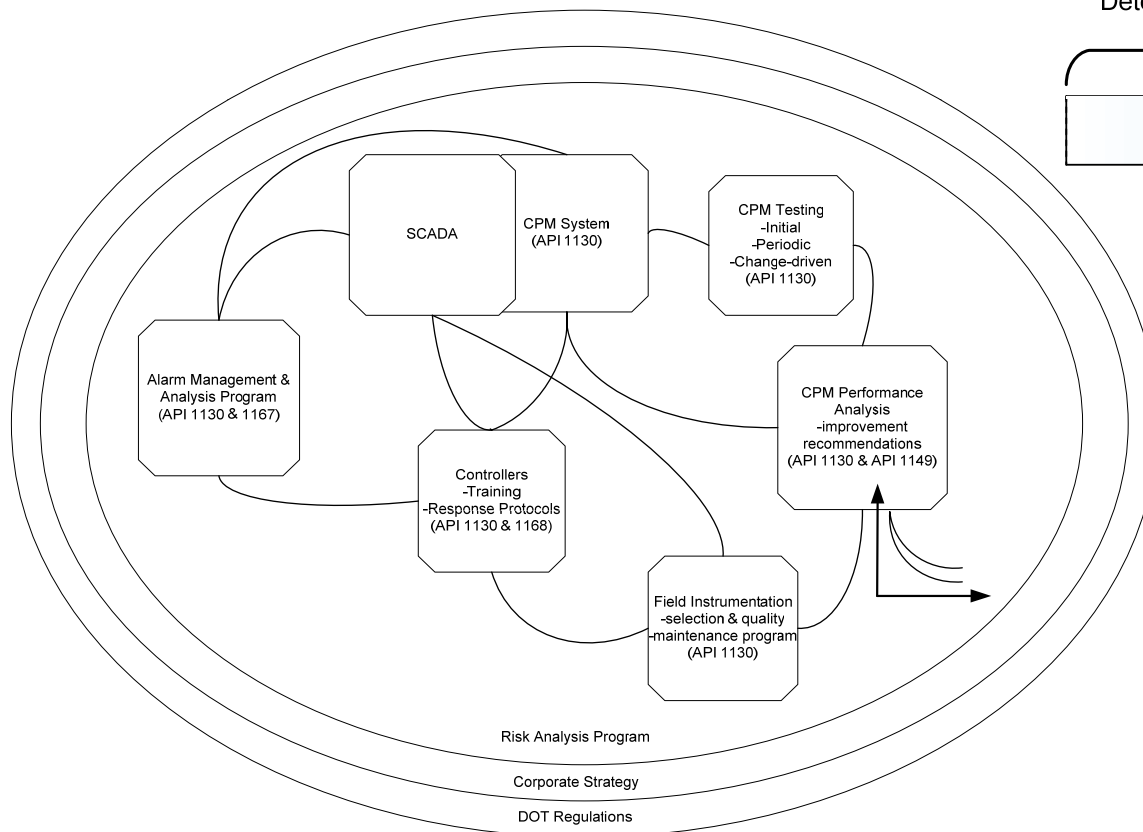 Dete
SCADA
CPM System
(API 1130)
CPM Testing
-Initial
-Periodic
-Change-driven
(API 1130)
Alarm Management &
Analysis Program
(API 1130 & 1167)
CPM Performance
Analysis
-improvement
recommendations
(API 1130 & API 1149)
Controllers
-Training
-Response Protocols
(API 1130 & 1168)
Field Instrumentation
-selection & quality
-maintenance program
(API 1130)
Risk Analysis Program
Corporate Strategy
DOT Regulations